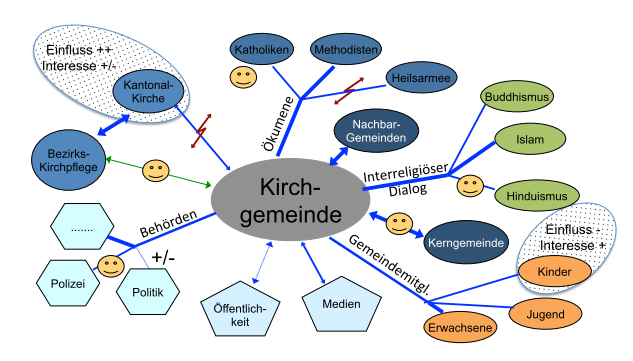 Einfluss ++
Interesse +/-
Kantonal-
Kirche
Bezirks-
Kirchpflege
Katholiken
Methodisten
Heilsarmee
Ökumene
Nachbar-
Gemeinden
Buddhismus
Islam
Hinduismus
Interreligiöser
Dialog
Kirch-
gemeinde
Kerngemeinde
Einfluss -
Interesse +
Kinder
Jugend
Erwachsene
Gemeindemitgl.
Behörden
.......
+/-
Polizei
Politik
Öffentlich-
keit
Medien